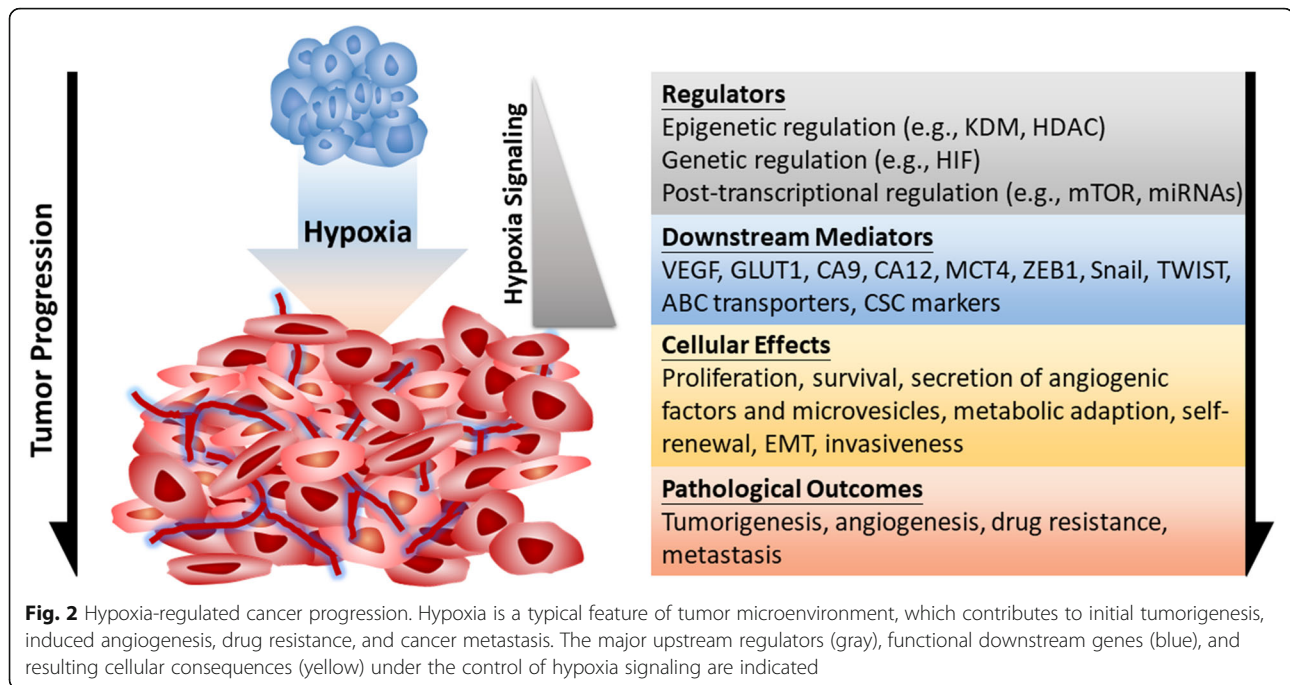 Tumor Progression
Hypoxia
Hypoxia Signaling
Regulators
Epigenetic regulation (e.g., KDM, HDAC)
Genetic regulation (e.g., HIF)
Post-transcriptional regulation (e.g., mTOR, miRNAs)
Downstream Mediators
VEGF, GLUT1, CA9, CA12, MCT4, ZEB1, Snail, TWIST,
ABC transporters, CSC markers
Cellular Effects
Proliferation, survival, secretion of angiogenic
factors and microvesicles, metabolic adaption, self-
renewal, EMT, invasiveness
Pathological Outcomes
Tumorigenesis, angiogenesis, drug resistance,
metastasis
Fig. 2 Hypoxia-regulated cancer progression. Hypoxia is a typical feature of tumor microenvironment, which contributes to initial tumorigenesis,
induced angiogenesis, drug resistance, and cancer metastasis. The major upstream regulators (gray), functional downstream genes (blue), and
resulting cellular consequences (yellow) under the control of hypoxia signaling are indicated